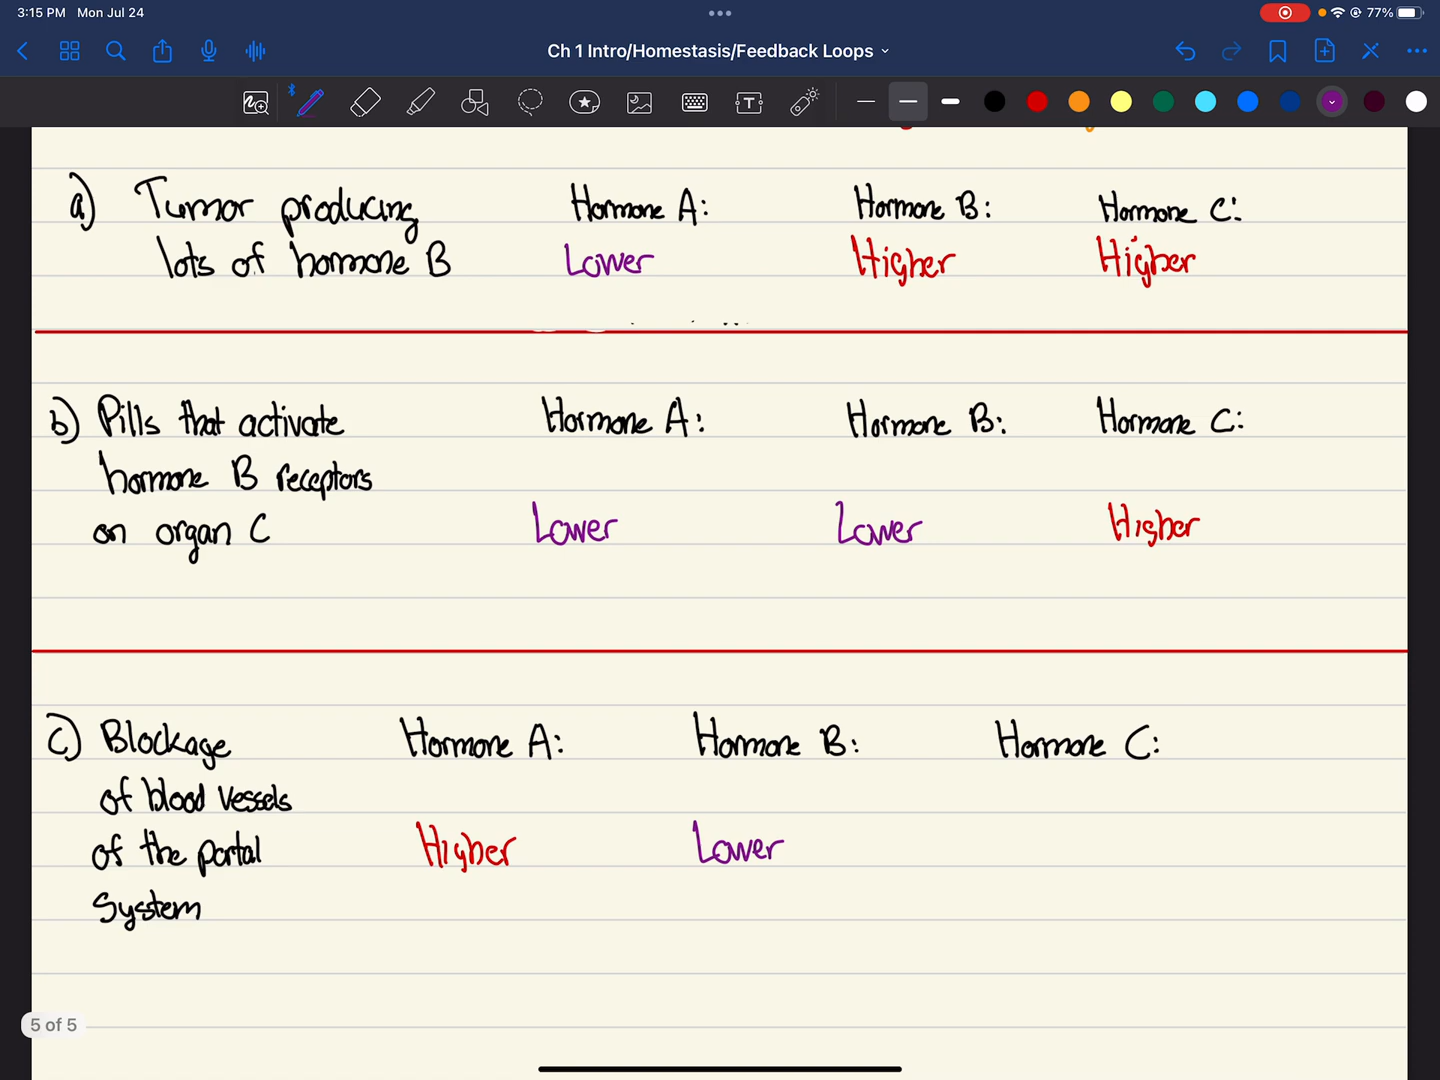 3:15 PM Mon Jul 24
77%
Ch 1 Intro/Homestasis/Feedback Loops
a) Tumor producing
lots of hormone B
Hormone A:
Lower
Hormone B:
Higher
Hormone C:
Higher
b) Pills that activate
hormone B receptors
on organ C
Hormone A:
Lower
Hormone B:
Lower
Hormone C:
Higher
c) Blockage
of blood vessels
of the portal
System
Hormone A:
Higher
Hormone B:
Lower
Hormone C:
5 of 5